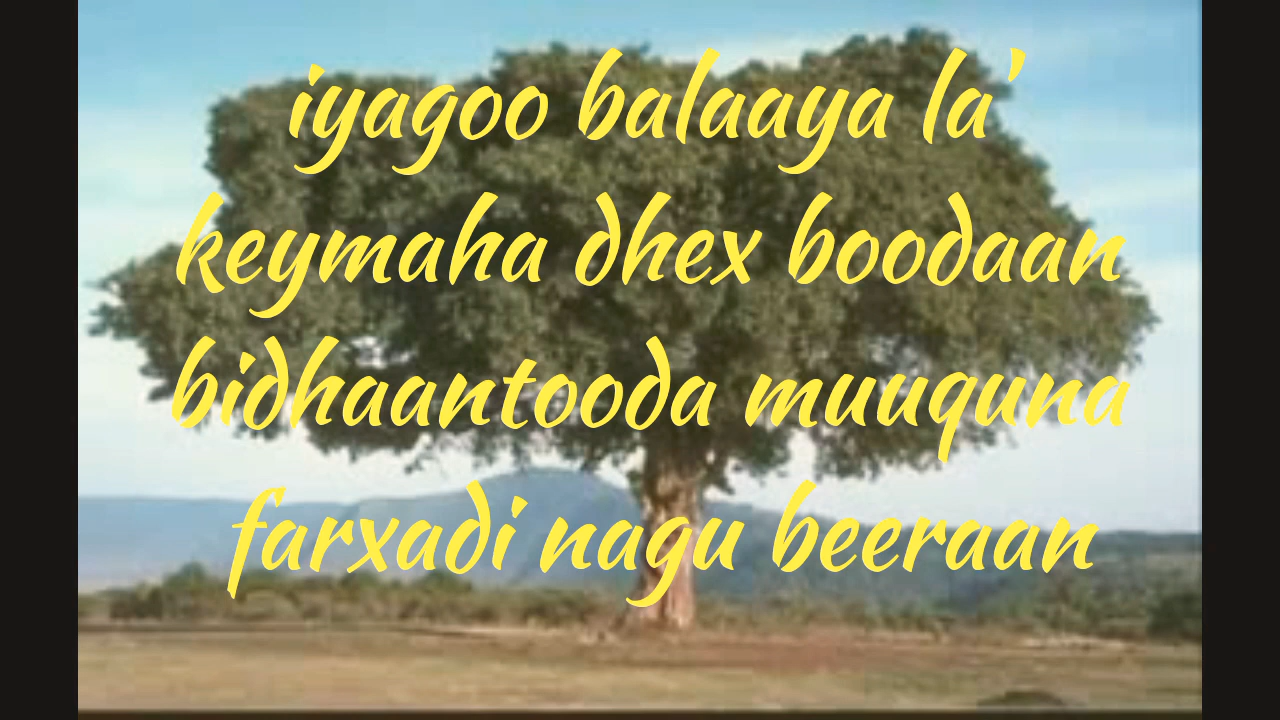 iyagoo balaaya la'
keymaha dhex boodaan
bidhaantooda muuquna
farxadi nagu beeraan